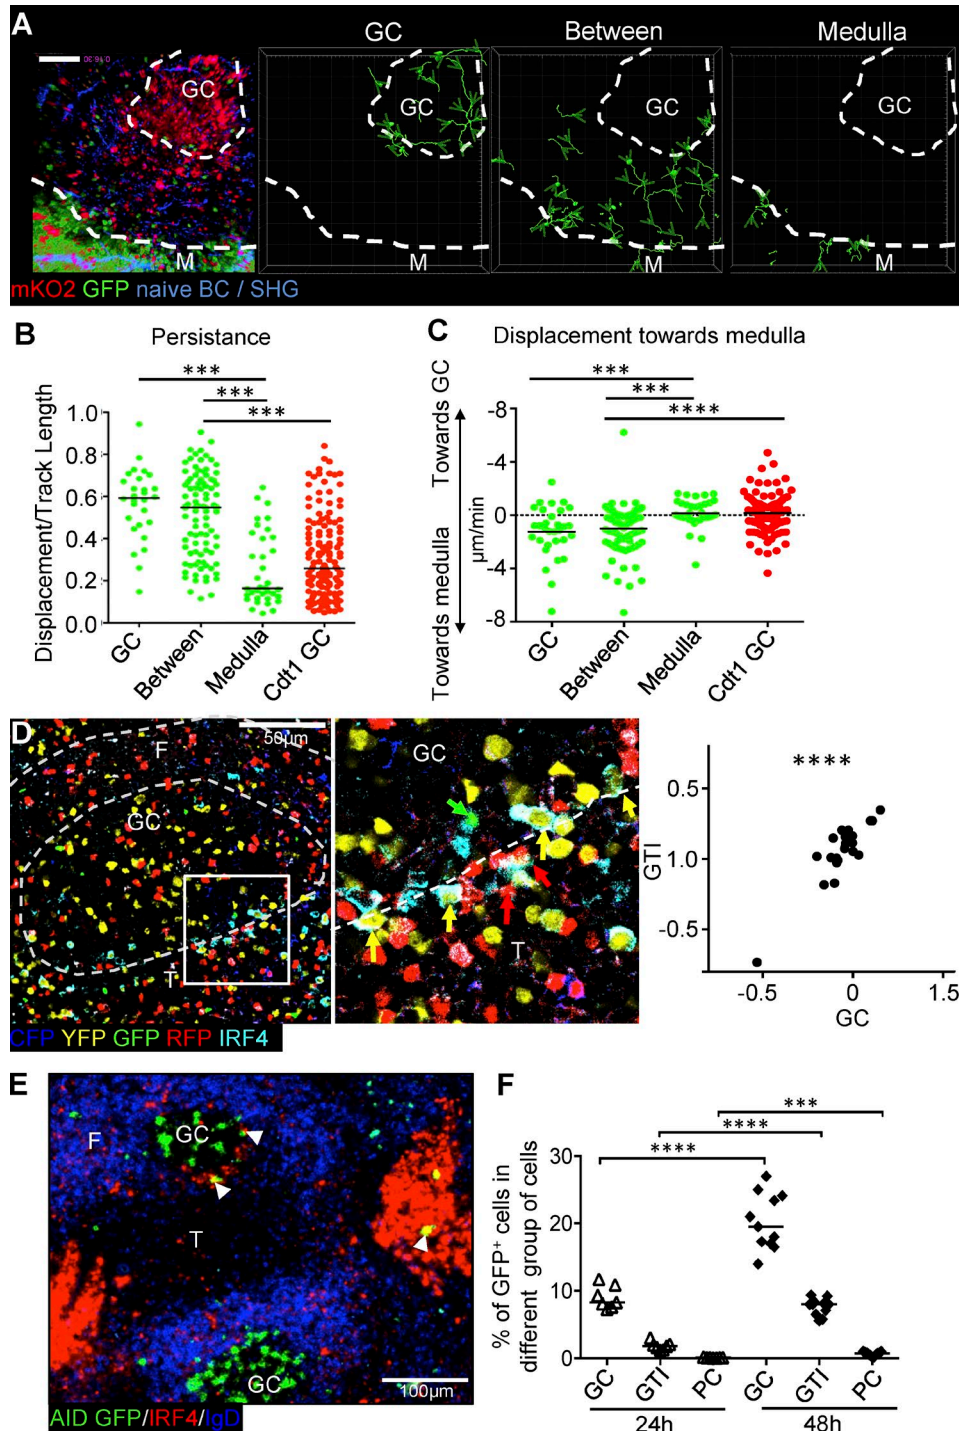 A
GC
Between
Medulla
0:16:30
GC
GC
GC
GC
M
M
M
mKO2 GFP naive BC / SHG
B
Persistance
***
***
***
Displacement/Track Length
1.0
0.8
0.6
0.4
0.2
0.0
GC
Between
Medulla
Cdt1 GC
C
Displacement towards medulla
***
***
****
Towards GC
Towards medulla
µm/min
-8
-4
0
-4
-8
GC
Between
Medulla
Cdt1 GC
D
50µm
F
GC
T
GC
T
CFP YFP GFP RFP IRF4
****
GTI
0.5
1.0
-0.5
-0.5
0
1.5
GC
E
F
GC
T
GC
100µm
AID GFP/IRF4/IgD
F
***
****
****
% of GFP+ cells in
different group of cells
30
20
10
0
GC
GTI
PC
GC
GTI
PC
24h
48h